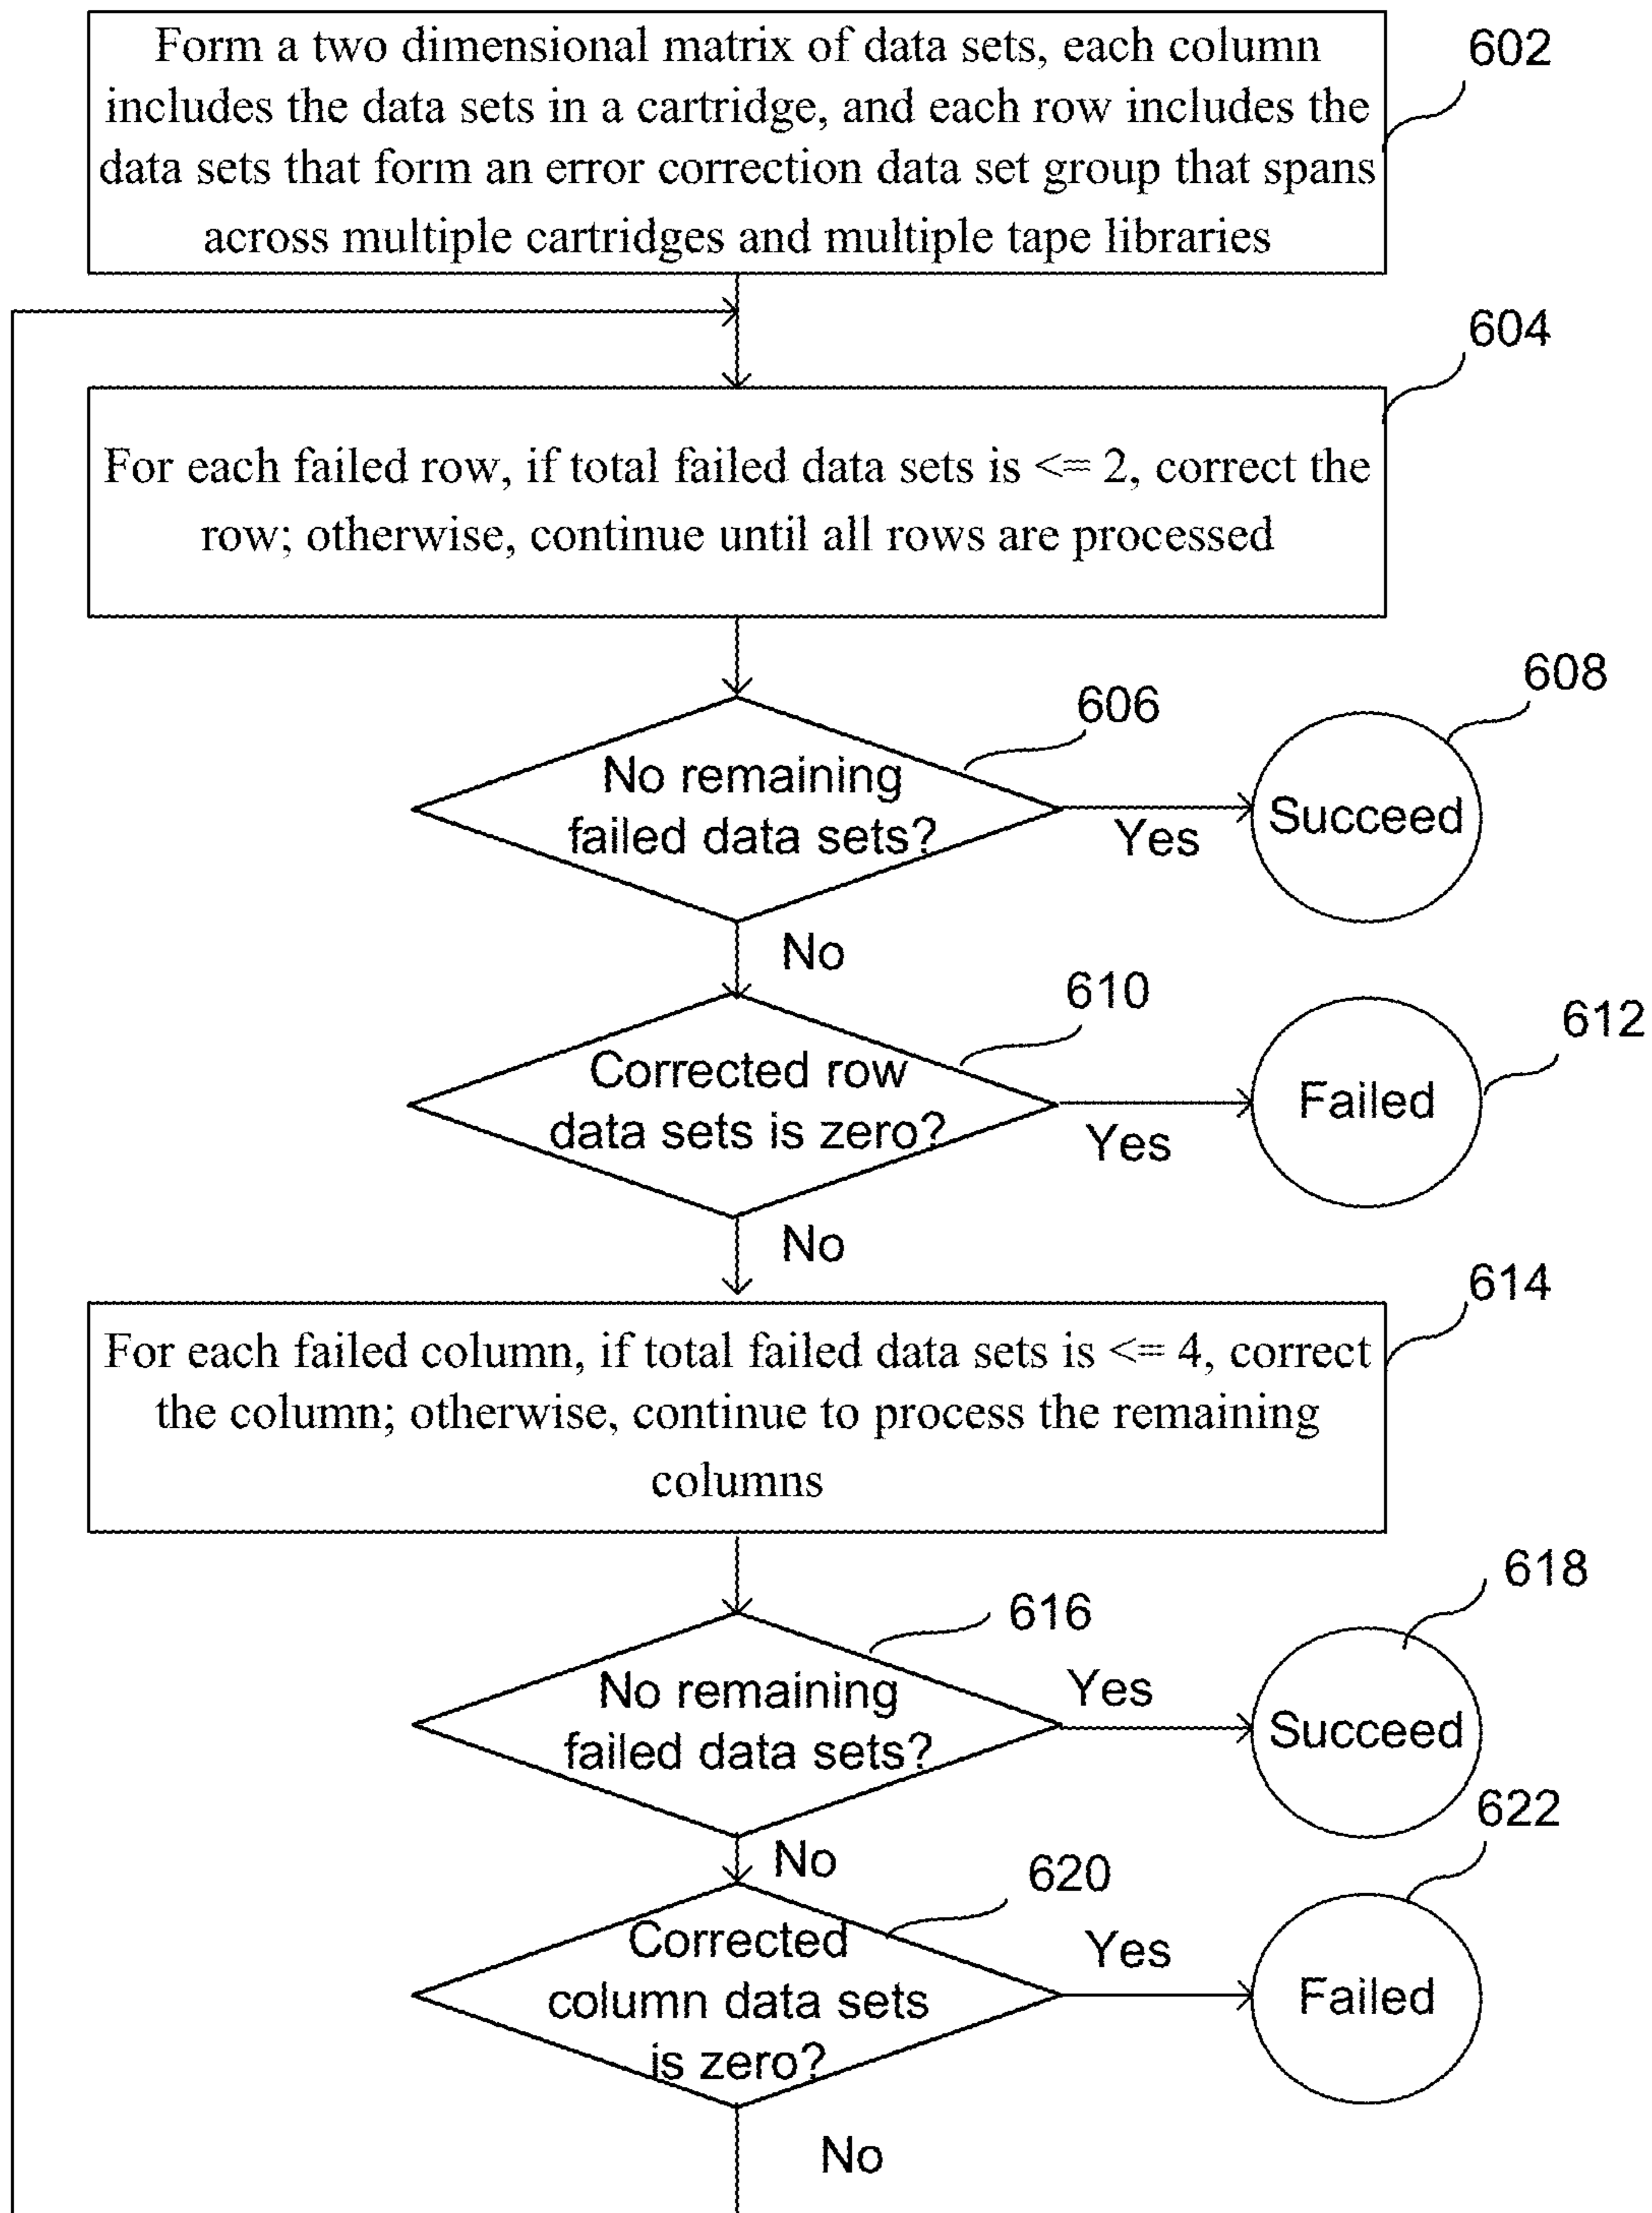 Form a two dimensional matrix of data sets, each column
includes the data sets in a cartridge, and each row includes the
data sets that form an error correction data set group that spans
across multiple cartridges and multiple tape libraries
602
604
For each failed row, if total failed data sets is <= 2, correct the
row; otherwise, continue until all rows are processed
606
608
No remaining
failed data sets?
Yes
Succeed
No
610
612
Corrected row
data sets is zero?
Yes
Failed
No
614
For each failed column, if total failed data sets is <= 4, correct
the column; otherwise, continue to process the remaining
columns
616
618
No remaining
failed data sets?
Yes
Succeed
No
620
622
Corrected
column data sets
is zero?
Yes
Failed
No